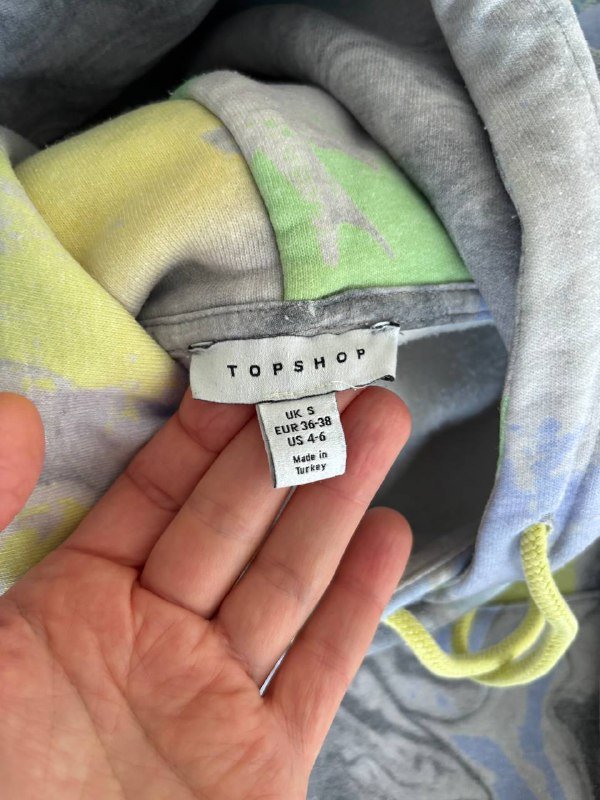 TOPSHOP
UK S
EUR 36-38
US 4-6
Made in
Turkey